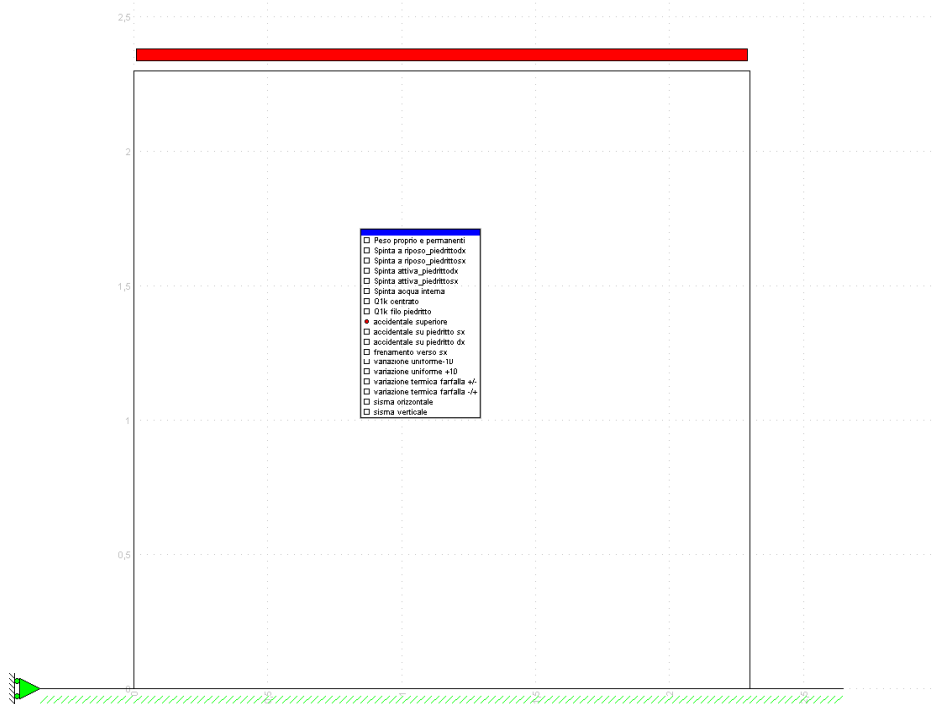 2,5
2
Peso proprio e permanenti
Spinta a riposo_piedrittodx
Spinta a riposo_piedrittosx
Spinta attiva_piedrittodx
Spinta attiva_piedrittosx
1,5
Spinta acqua interna
Q1k centrato
Q1k filo piedritto
accidentale superiore
accidentale su piedritto sx
accidentale su piedritto dx
frenamento verso sx
variazione uniforme-10
variazione uniforme +10
variazione termica farfalla +/-
variazione termica farfalla -/+
sisma orizzontale
sisma verticale
1
0,5